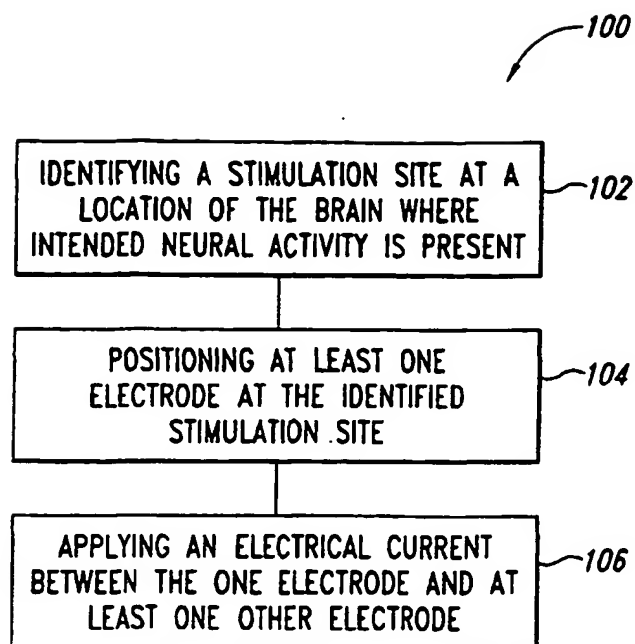 100
IDENTIFYING A STIMULATION SITE AT A
LOCATION OF THE BRAIN WHERE
INTENDED NEURAL ACTIVITY IS PRESENT
102
POSITIONING AT LEAST ONE
ELECTRODE AT THE IDENTIFIED
STIMULATION SITE
104
APPLYING AN ELECTRICAL CURRENT
BETWEEN THE ONE ELECTRODE AND AT
LEAST ONE OTHER ELECTRODE
106